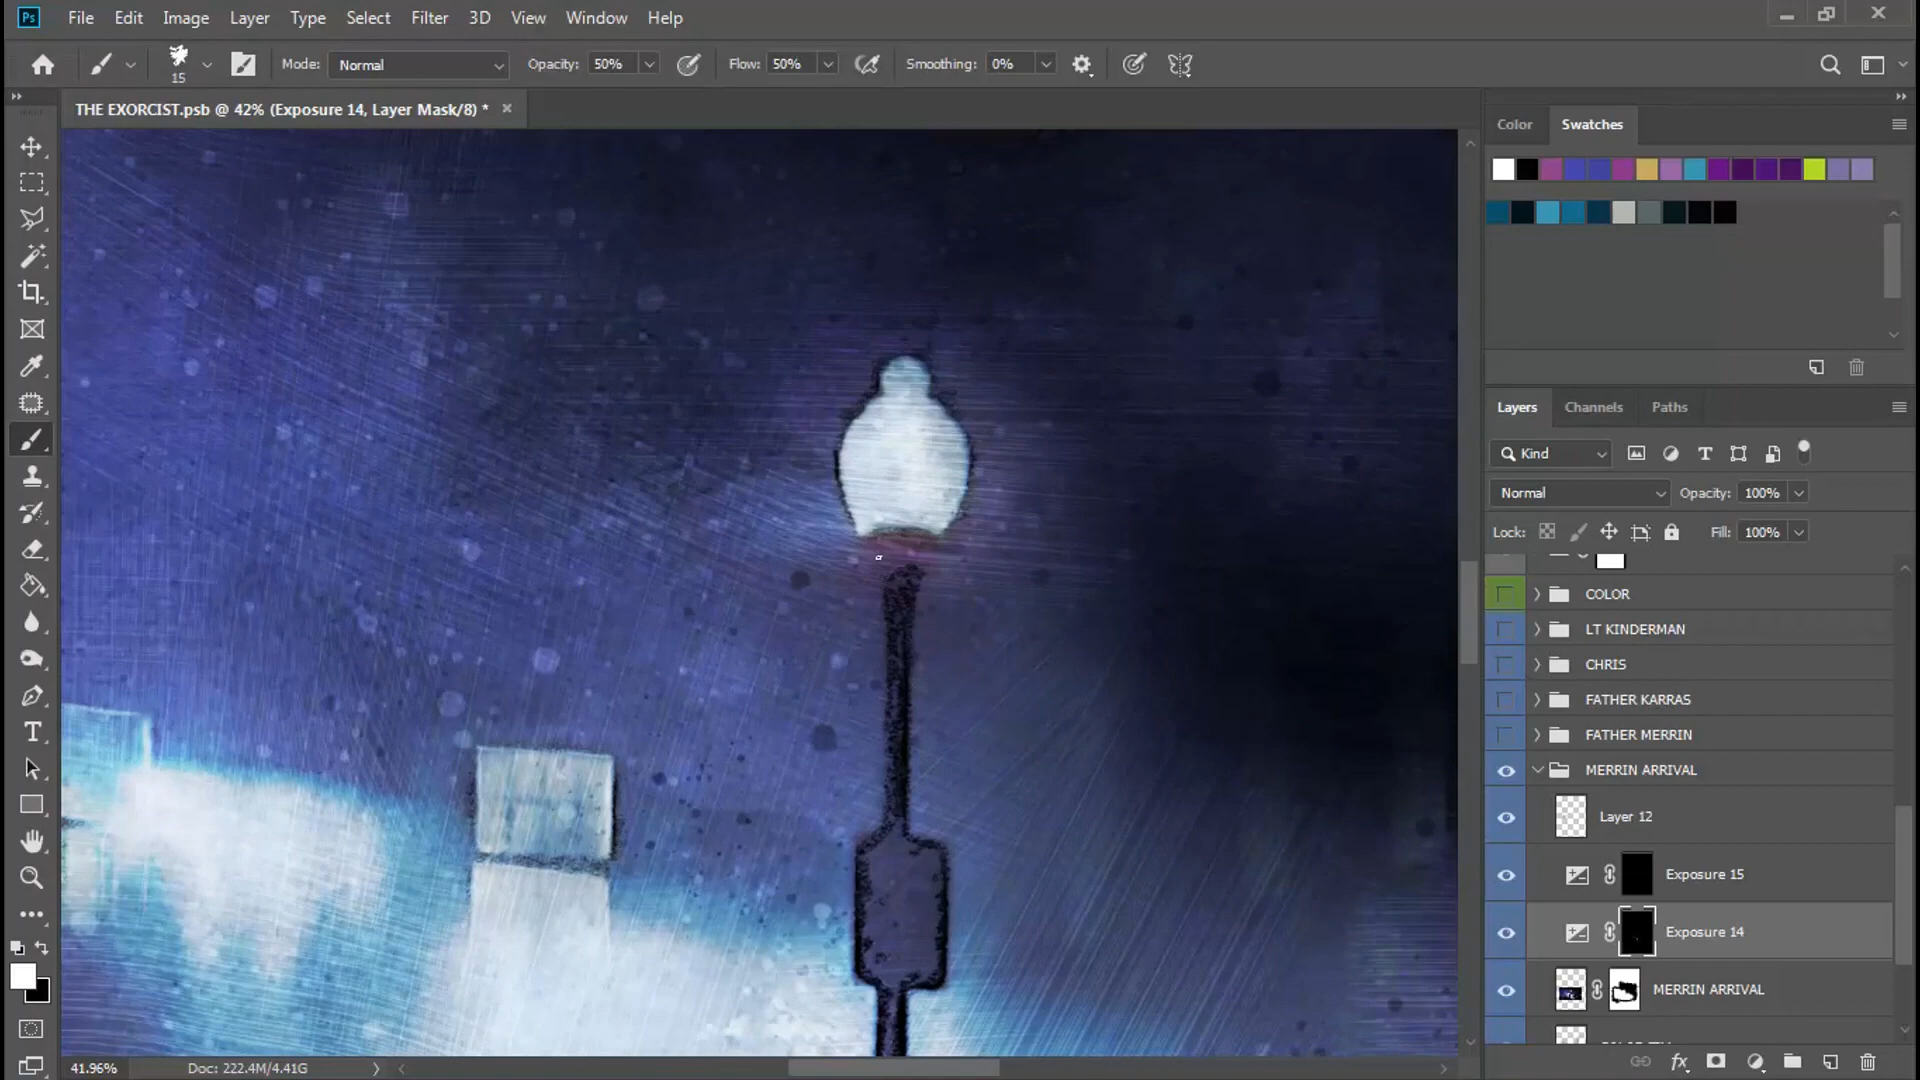 Ps File Edit Image Layer Type Select Filter 3D View Window Help
15 Mode: Normal Opacity: 50% Flow: 50% Smoothing: 0%
THE EXORCIST.psb @ 42% (Exposure 14, Layer Mask/8) *
Color Swatches
Layers Channels Paths
Kind
Normal Opacity: 100%
Lock: Fill: 100%
COLOR
LT KINDERMAN
CHRIS
FATHER KARRAS
FATHER MERRIN
MERRIN ARRIVAL
Layer 12
Exposure 15
Exposure 14
MERRIN ARRIVAL
41.96% Doc: 222.4M/4.41G